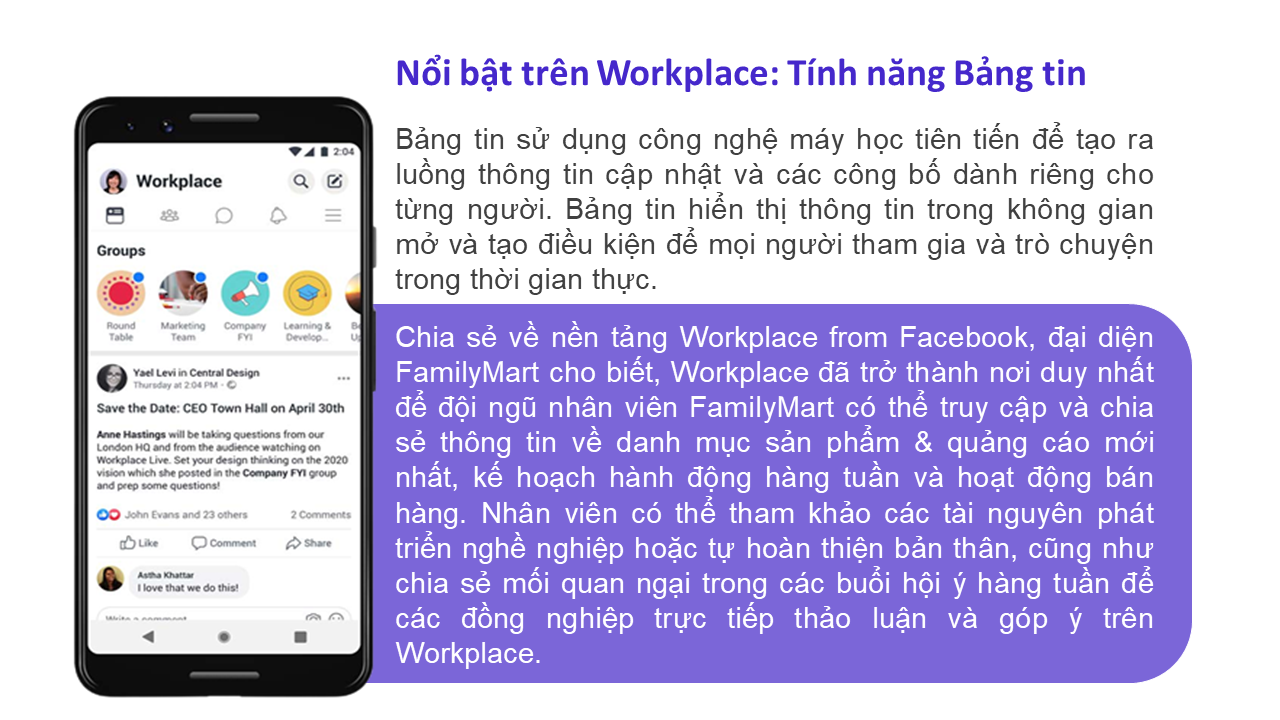 Nổi bật trên Workplace: Tính năng Bảng tin
Bảng tin sử dụng công nghệ máy học tiên tiến để tạo ra
luồng thông tin cập nhật và các công bố dành riêng cho
từng người. Bảng tin hiển thị thông tin trong không gian
mở và tạo điều kiện để mọi người tham gia và trò chuyện
trong thời gian thực.
Chia sẻ về nền tảng Workplace from Facebook, đại diện
FamilyMart cho biết, Workplace đã trở thành nơi duy nhất
để đội ngũ nhân viên FamilyMart có thể truy cập và chia
sẻ thông tin về danh mục sản phẩm & quảng cáo mới
nhất, kế hoạch hành động hàng tuần và hoạt động bán
hàng. Nhân viên có thể tham khảo các tài nguyên phát
triển nghề nghiệp hoặc tự hoàn thiện bản thân, cũng như
chia sẻ mối quan ngại trong các buổi hội ý hàng tuần để
các đồng nghiệp trực tiếp thảo luận và góp ý trên
Workplace.
2:04
Workplace
Groups
Round Marketing Company Learning &
Table Team FYI Develop...
Yael Levi in Central Design
Thursday at 2:04 PM
Save the Date: CEO Town Hall on April 30th
Anne Hastings will be taking questions from our
London HQ and from the audience watching on
Workplace Live. Set your design thinking on the 2020
vision which she posted in the Company FYI group
and prep some questions!
John Evans and 23 others 2 Comments
Like Comment Share
Astha Khattar
I love that we do this!
Write a comment